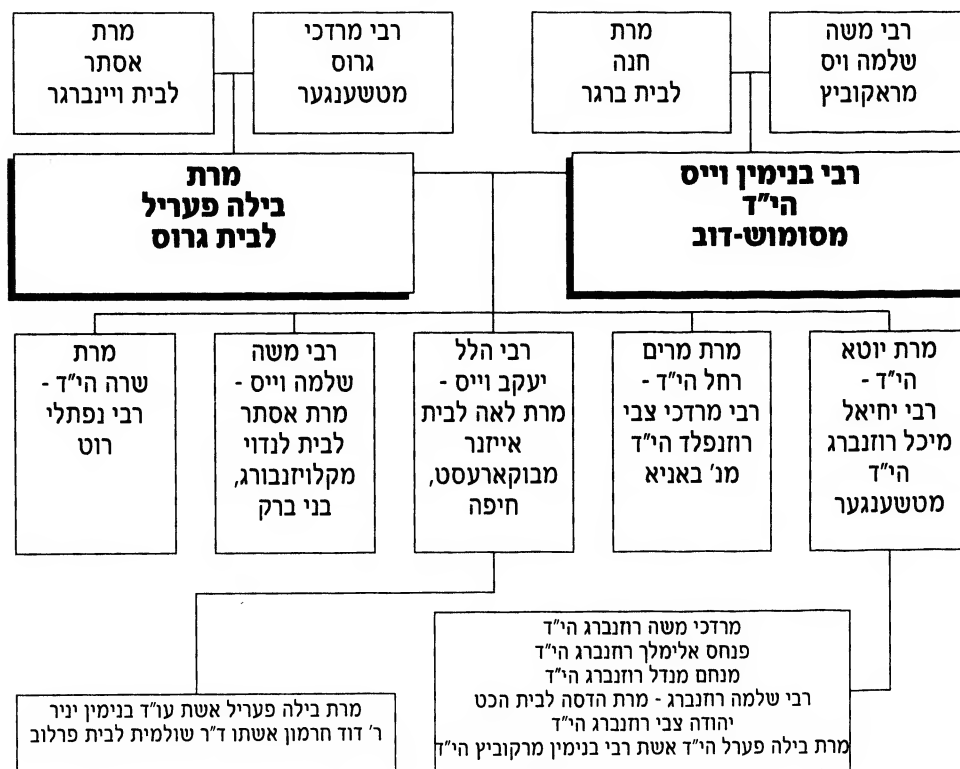 רבי משה
שלמה ויס
מראקוביץ
מרת
חנה
לבית ברגר
רבי מרדכי
גרוס
מטשענגער
מרת
אסתר
לבית ויינברגר
רבי בנימין וייס
הי"ד
מסומוש-דוב
מרת
בילה פעריל
לבית גרוס
מרת יוטא
הי"ד -
רבי יחיאל
מיכל רוזנברג
הי"ד
מטשענגער
מרת מרים
רחל הי"ד -
רבי מרדכי צבי
רוזנפלד הי"ד
מנ' באניא
רבי הלל
יעקב וייס -
מרת לאה לבית
אייזנר
מבוקארעסט,
חיפה
רבי משה
שלמה וייס -
מרת אסתר
לבית לנדוי
מקלויזנבורג,
בני ברק
מרת
שרה הי"ד -
רבי נפתלי
רוט
מרדכי משה רוזנברג הי"ד
פנחס אלימלך רוזנברג הי"ד
מנחם מנדל רוזנברג הי"ד
רבי שלמה רוזנברג - מרת הדסה לבית הכט
יהודה צבי רוזנברג הי"ד
מרת בילה פערל הי"ד אשת רבי בנימין מרקוביץ הי"ד
מרת בילה פעריל אשת עו"ד בנימין יניר
ר' דוד חרמון אשתו ד"ר שולמית לבית פרלוב